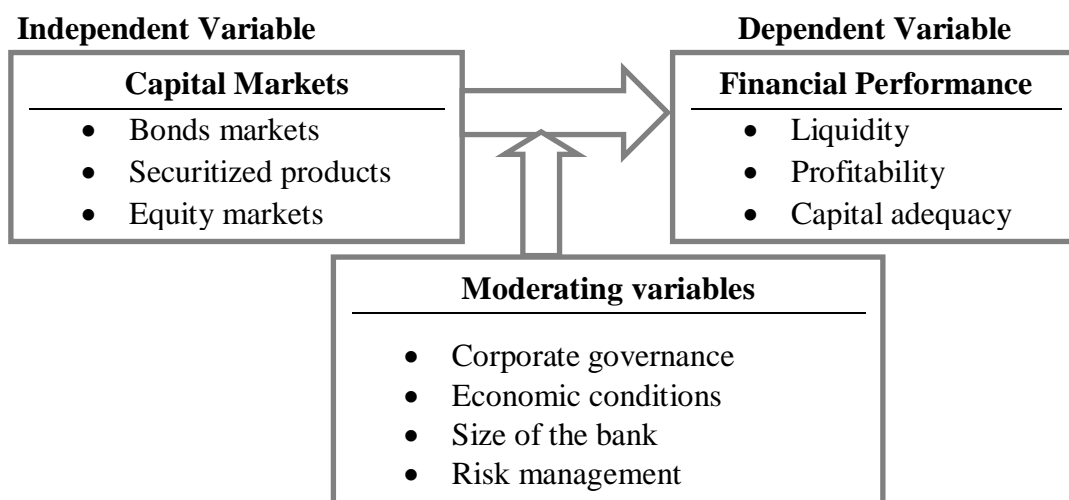 Independent Variable
Dependent Variable
Capital Markets
• Bonds markets
• Securitized products
• Equity markets
Financial Performance
• Liquidity
• Profitability
• Capital adequacy
Moderating variables
• Corporate governance
• Economic conditions
• Size of the bank
• Risk management